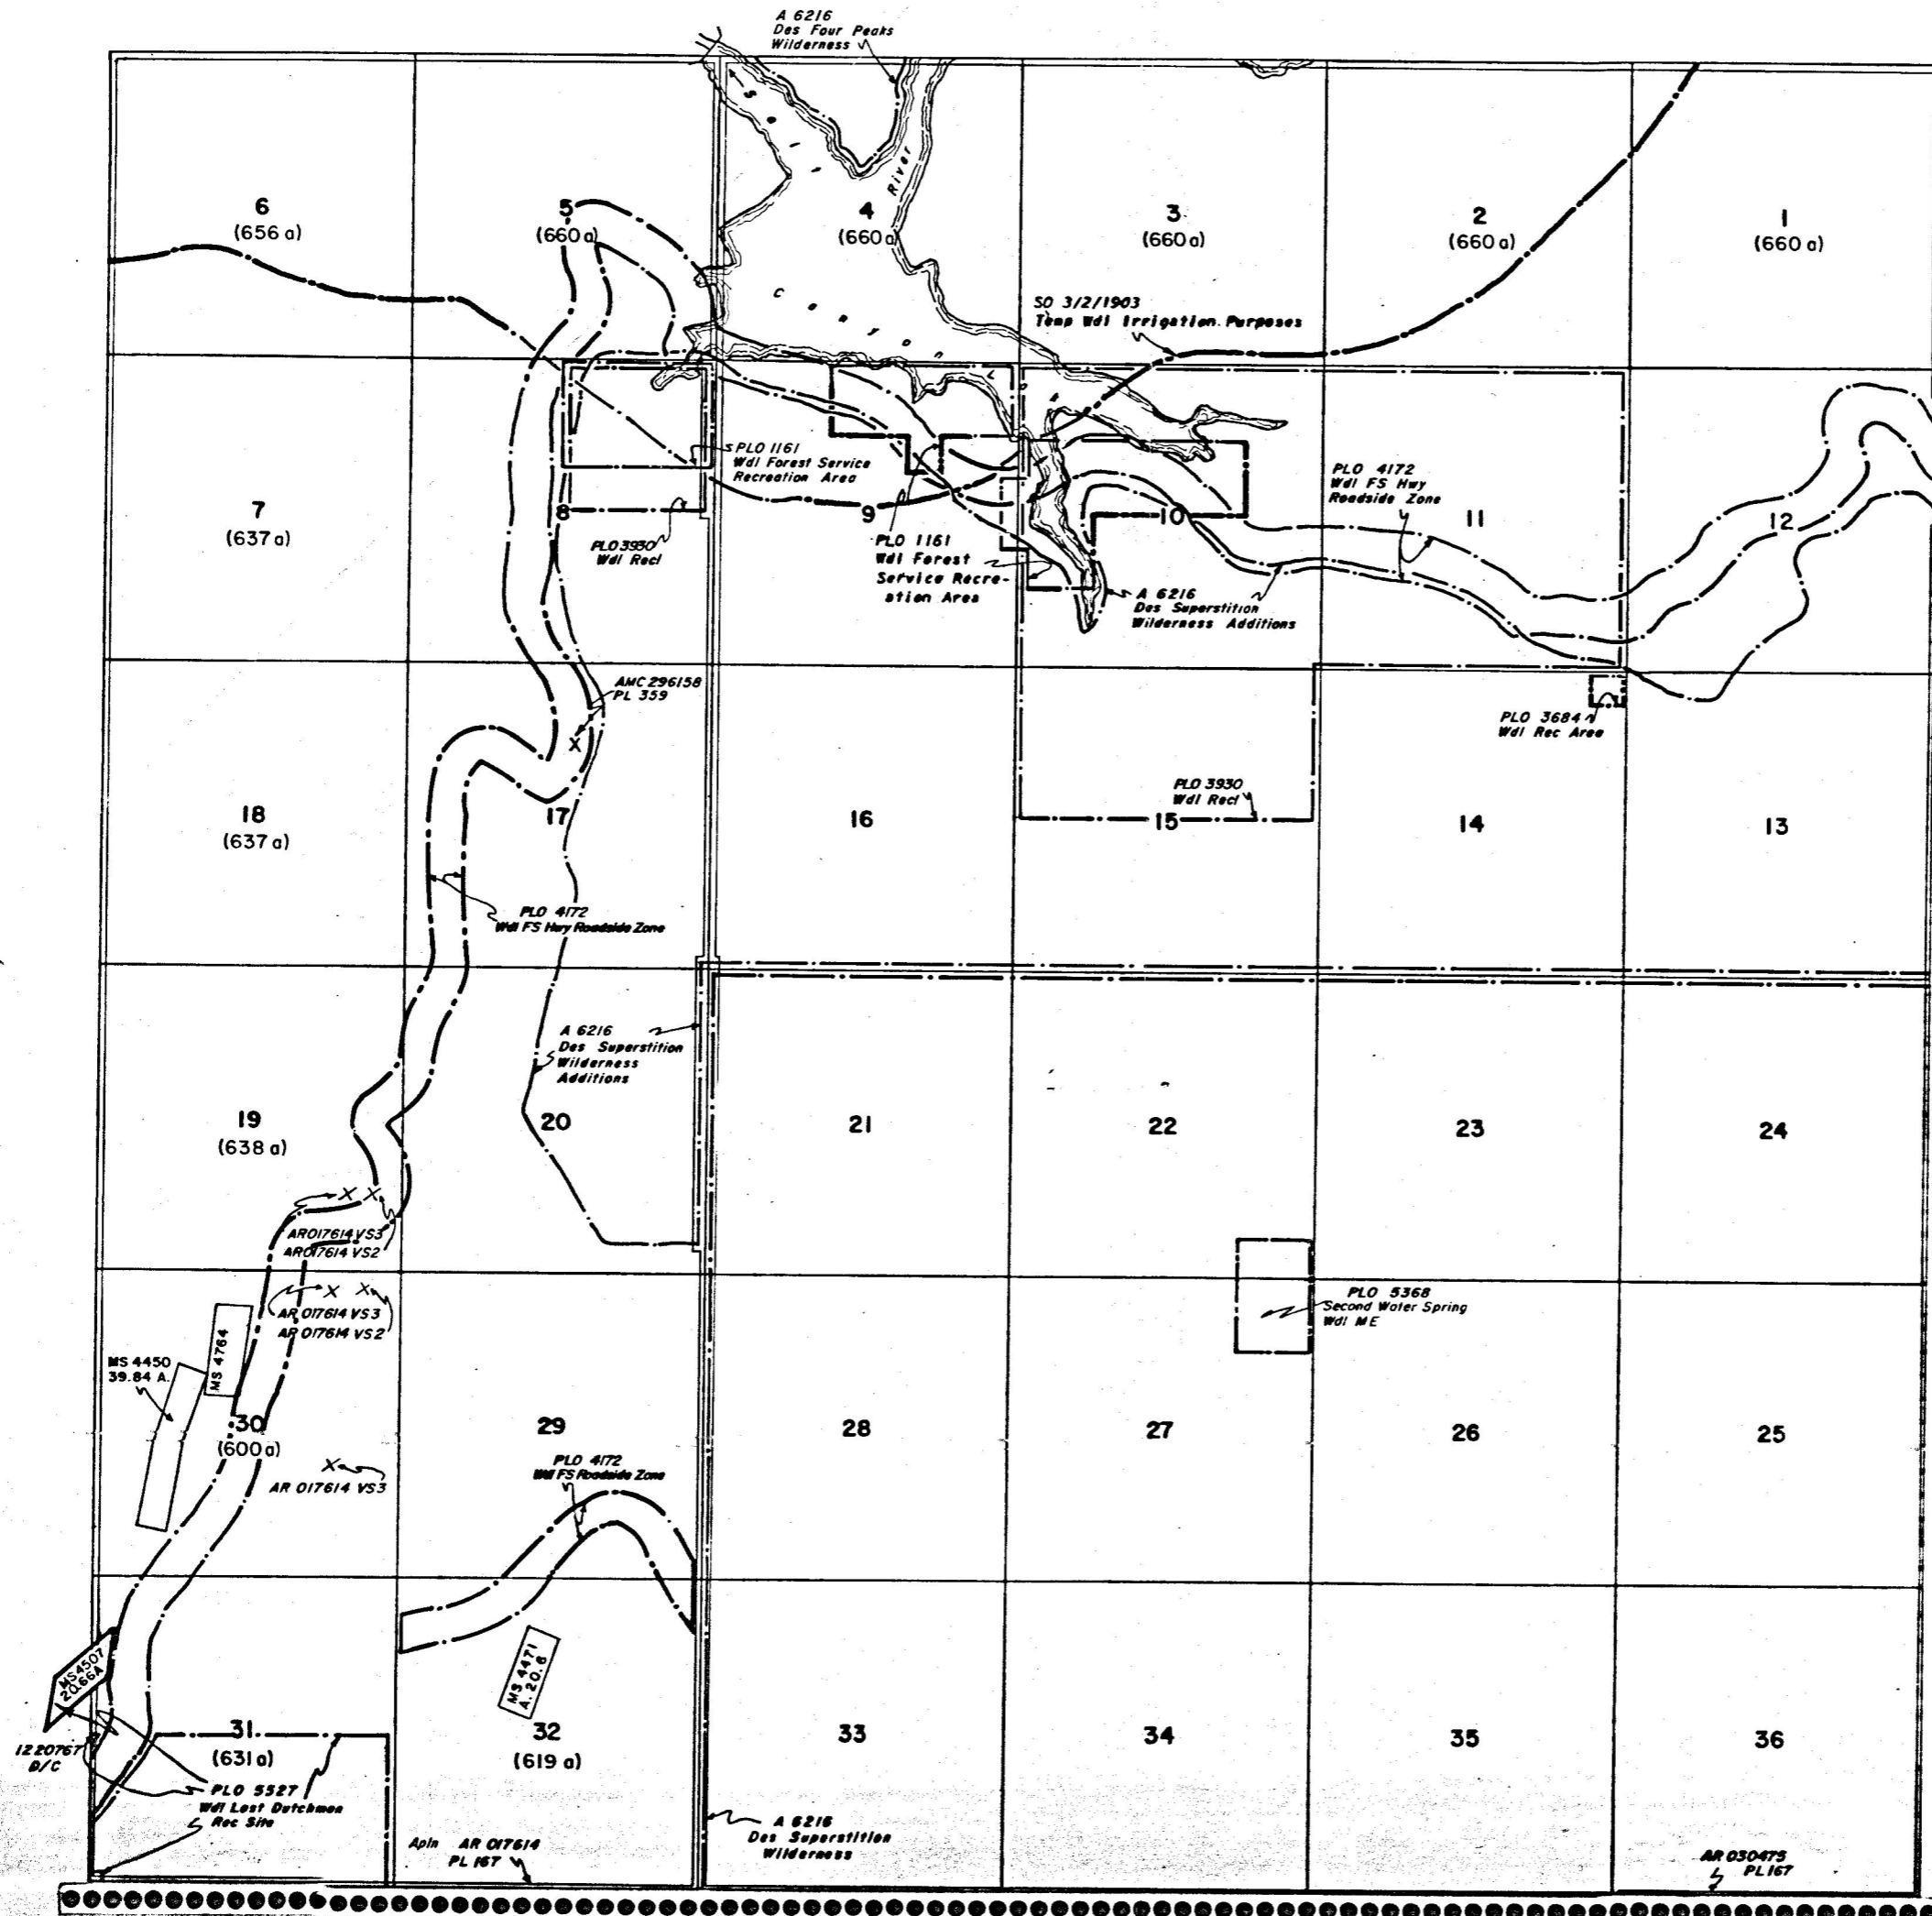 A 6216
Des Four Peaks
Wilderness
6
(656 a)
5
(660 a)
4
(660 a)
3
(660 a)
2
(660 a)
1
(660 a)
River
Canyon
SO 3/2/1903
Temp Wdl Irrigation Purposes
7
(637 a)
8
PLO 1161
Wdl Forest Service
Recreation Area
PLO 3930
Wdl Recl
9
PLO 1161
Wdl Forest
Service Recre-
ation Area
10
A 6216
Des Superstition
Wilderness Additions
PLO 4172
Wdl FS Hwy
Roadside Zone
11
12
AMC 296158
PL 359
X
PLO 3684
Wdl Rec Area
18
(637 a)
17
16
PLO 3930
Wdl Recl
15
14
13
PLO 4172
Wdl FS Hwy Roadside Zone
A 6216
Des Superstition
Wilderness
Additions
19
(638 a)
20
21
22
23
24
X X
AR017614 VS3
AR017614 VS2
X X
AR 017614 VS3
AR 017614 VS2
MS 4764
MS 4450
39.84 A.
PLO 5368
Second Water Spring
Wdl ME
30
(600 a)
29
28
27
26
25
X
AR 017614 VS3
PLO 4172
Wdl FS Roadside Zone
MS 4507
20.66A
MS 4471
A. 20.6
31
(631 a)
32
(619 a)
33
34
35
36
1220767
D/C
PLO 5527
Wdl Lost Dutchman
Rec Site
Apln AR 017614
PL 167
A 6216
Des Superstition
Wilderness
AR 030475
PL 167